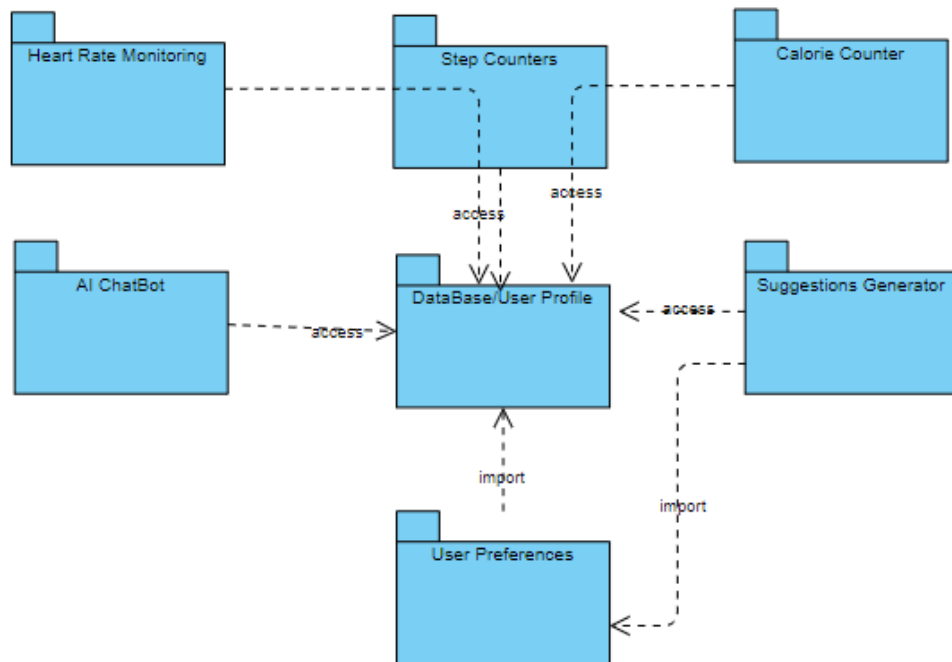 Heart Rate Monitoring
Step Counters
Calorie Counter
access
access
AI ChatBot
DataBase/User Profile
Suggestions Generator
access
access
import
import
User Preferences